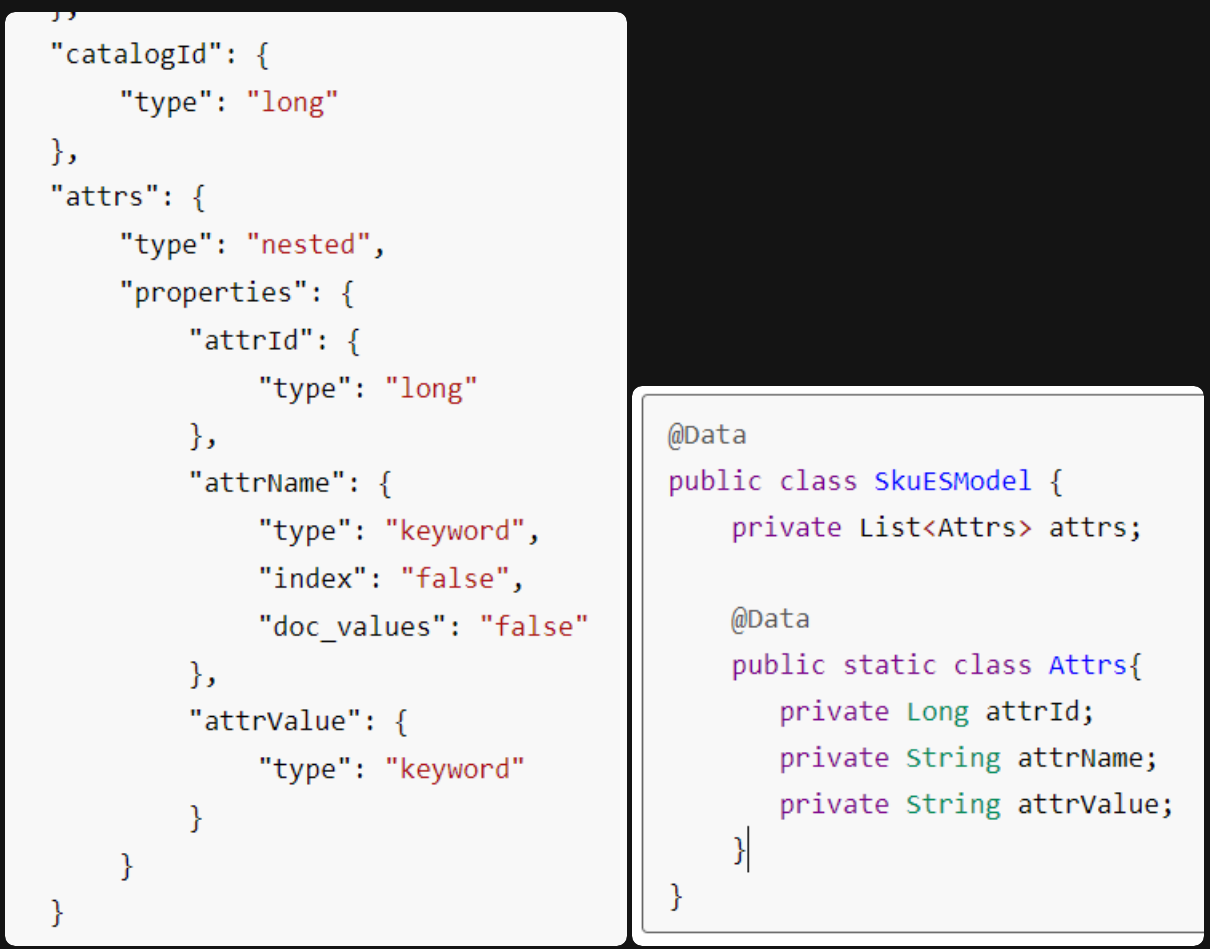 },
"catalogId": {
"type": "long"
},
"attrs": {
"type": "nested",
"properties": {
"attrId": {
"type": "long"
},
"attrName": {
"type": "keyword",
"index": "false",
"doc_values": "false"
},
"attrValue": {
"type": "keyword"
}
}
}
@Data
public class SkuESModel {
private List<Attrs> attrs;
@Data
public static class Attrs{
private Long attrId;
private String attrName;
private String attrValue;
}
}